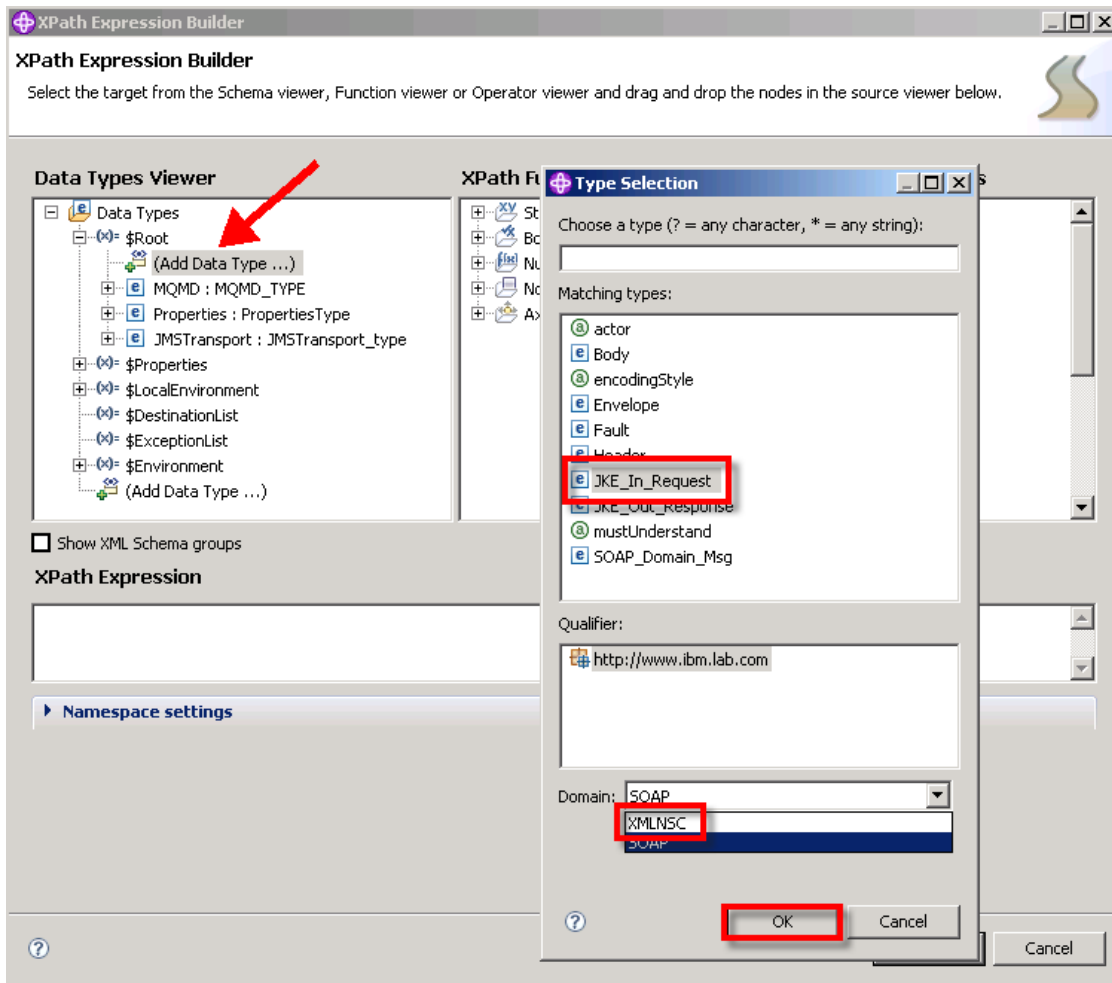 XPath Expression Builder
XPath Expression Builder
Select the target from the Schema viewer, Function viewer or Operator viewer and drag and drop the nodes in the source viewer below.
Data Types Viewer
Data Types
$Root
(Add Data Type ...)
MQMD : MQMD_TYPE
Properties : PropertiesType
JMSTransport : JMSTransport_type
$Properties
$LocalEnvironment
$DestinationList
$ExceptionList
$Environment
(Add Data Type ...)
Show XML Schema groups
XPath Expression
Namespace settings
XPath Fu
St
Bo
Nu
No
Ax
s
Type Selection
Choose a type (? = any character, * = any string):
Matching types:
actor
Body
encodingStyle
Envelope
Fault
Header
JKE_In_Request
JKE_Out_Response
mustUnderstand
SOAP_Domain_Msg
Qualifier:
http://www.ibm.lab.com
Domain: SOAP
XMLNSC
SOAP
OK
Cancel
Cancel